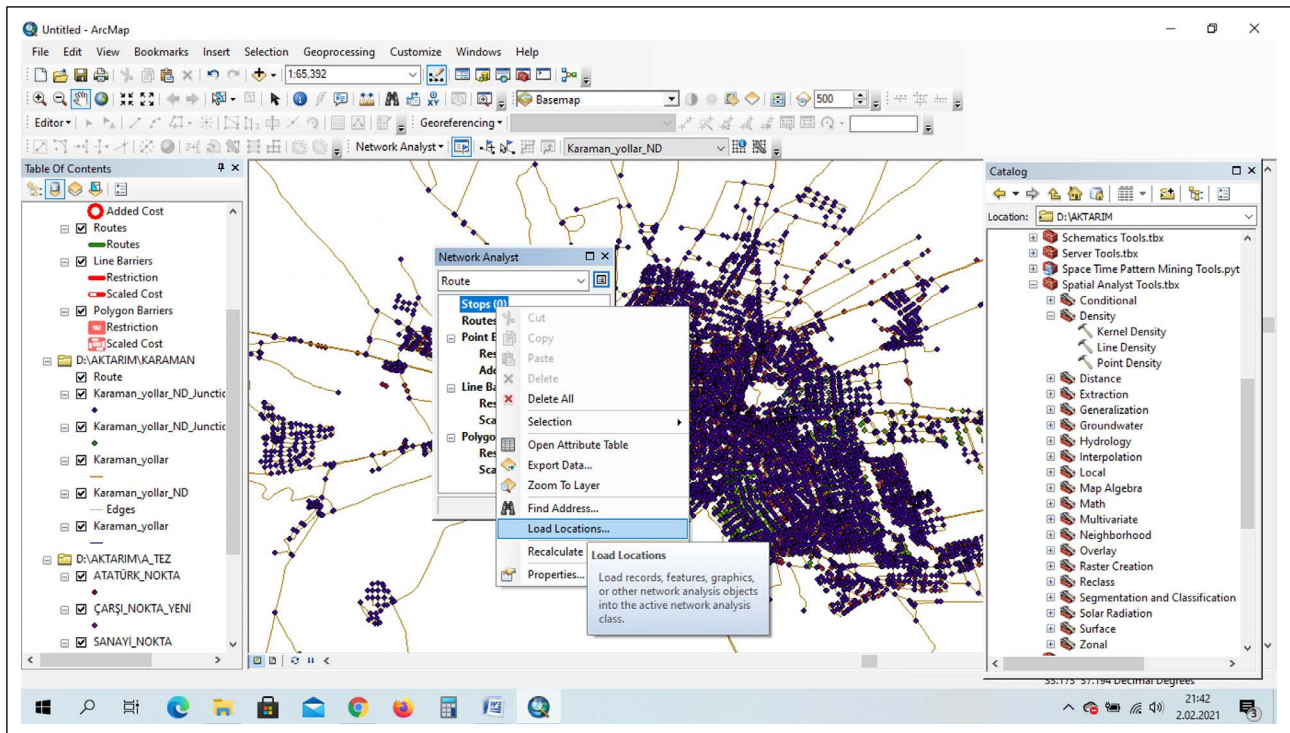 Untitled - ArcMap
File Edit View Bookmarks Insert Selection Geoprocessing Customize Windows Help
1:65,392
Basemap
500
Editor
Georeferencing
Network Analyst
Karaman_yollar_ND
Table Of Contents
Added Cost
Routes
Routes
Line Barriers
Restriction
Scaled Cost
Polygon Barriers
Restriction
Scaled Cost
D:\AKTARIM\KARAMAN
Route
Karaman_yollar_ND_Junctic
Karaman_yollar_ND_Junctic
Karaman_yollar
Karaman_yollar_ND
Edges
Karaman_yollar
D:\AKTARIM\A_TEZ
ATATÜRK_NOKTA
ÇARŞI_NOKTA_YENİ
SANAYİ_NOKTA
Network Analyst
Route
Stops (0)
Routes
Point B
Res
Add
Line Ba
Res
Sca
Polygo
Res
Sca
Cut
Copy
Paste
Delete
Delete All
Selection
Open Attribute Table
Export Data...
Zoom To Layer
Find Address...
Load Locations...
Recalculate
Properties...
Load Locations
Load records, features, graphics,
or other network analysis objects
into the active network analysis
class.
Catalog
Location: D:\AKTARIM
Schematics Tools.tbx
Server Tools.tbx
Space Time Pattern Mining Tools.pyt
Spatial Analyst Tools.tbx
Conditional
Density
Kernel Density
Line Density
Point Density
Distance
Extraction
Generalization
Groundwater
Hydrology
Interpolation
Local
Map Algebra
Math
Multivariate
Neighborhood
Overlay
Raster Creation
Reclass
Segmentation and Classification
Solar Radiation
Surface
Zonal
33.173 37.194 Decimal Degrees
21:42
2.02.2021
3